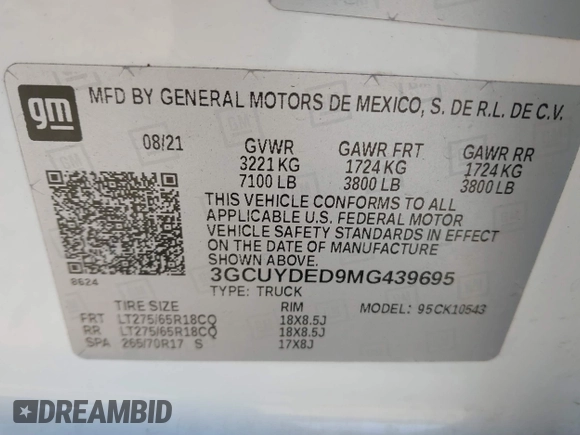 gm
MFD BY GENERAL MOTORS DE MEXICO, S. DE R.L. DE C.V.
08/21 GVWR GAWR FRT GAWR RR
3221 KG 1724 KG 1724 KG
7100 LB 3800 LB 3800 LB
THIS VEHICLE CONFORMS TO ALL
APPLICABLE U.S. FEDERAL MOTOR
VEHICLE SAFETY STANDARDS IN EFFECT
ON THE DATE OF MANUFACTURE
SHOWN ABOVE.
8624 3GCUYDED9MG439695
TYPE: TRUCK
TIRE SIZE RIM MODEL: 95CK10543
FRT LT275/65R18CQ 18X8.5J
RR LT275/65R18CQ 18X8.5J
SPA 265/70R17 S 17X8J
DREAMBID